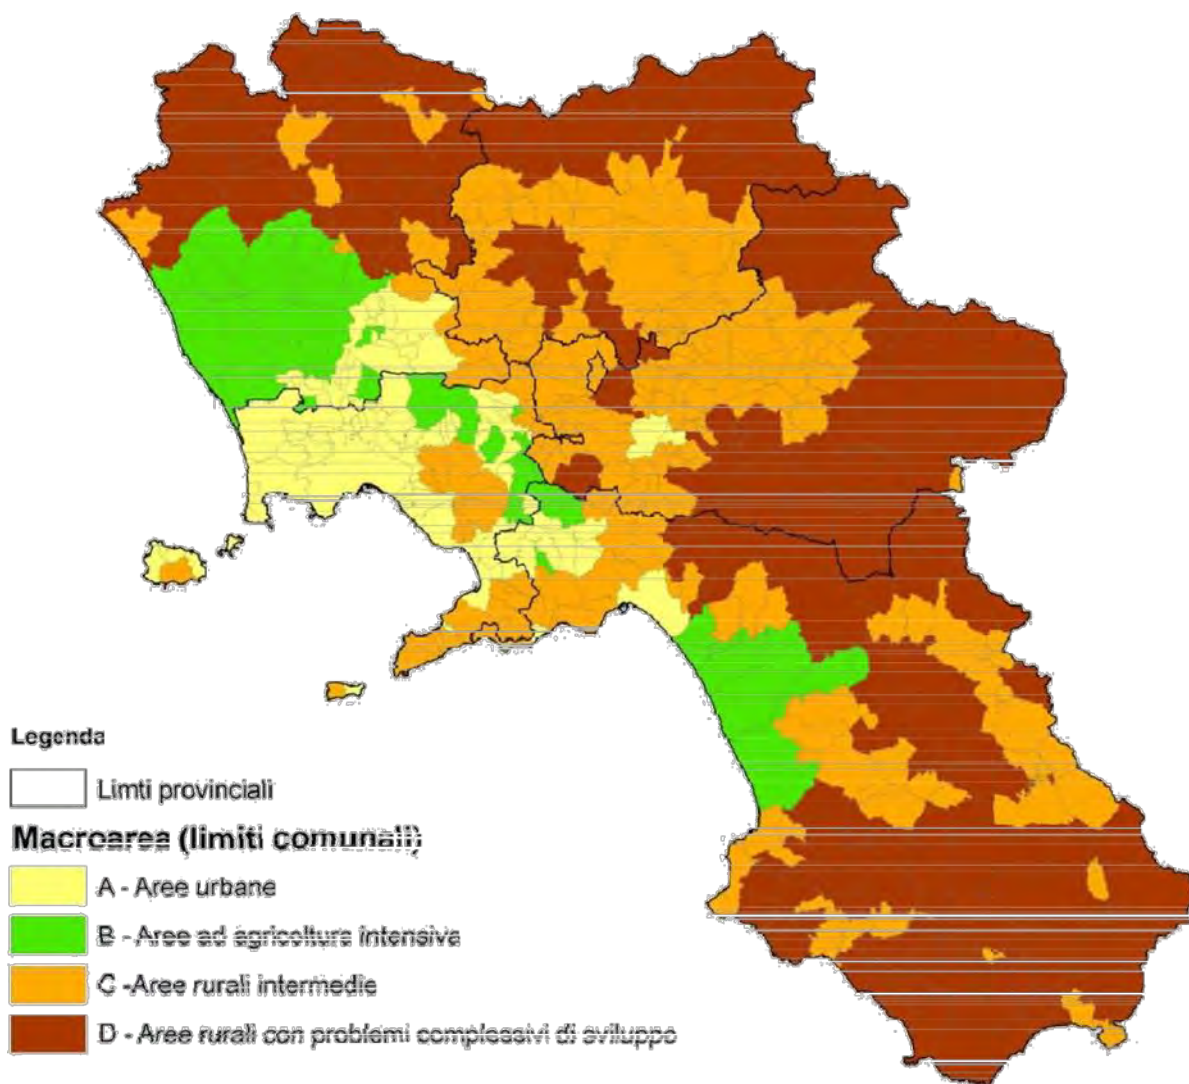 Legenda
Limti provinciali
Macroarea (limiti comunali)
A - Aree urbane
B - Aree ad agricoltura intensiva
C -Aree rurali intermedie
D - Aree rurali con problemi complessivi di sviluppo